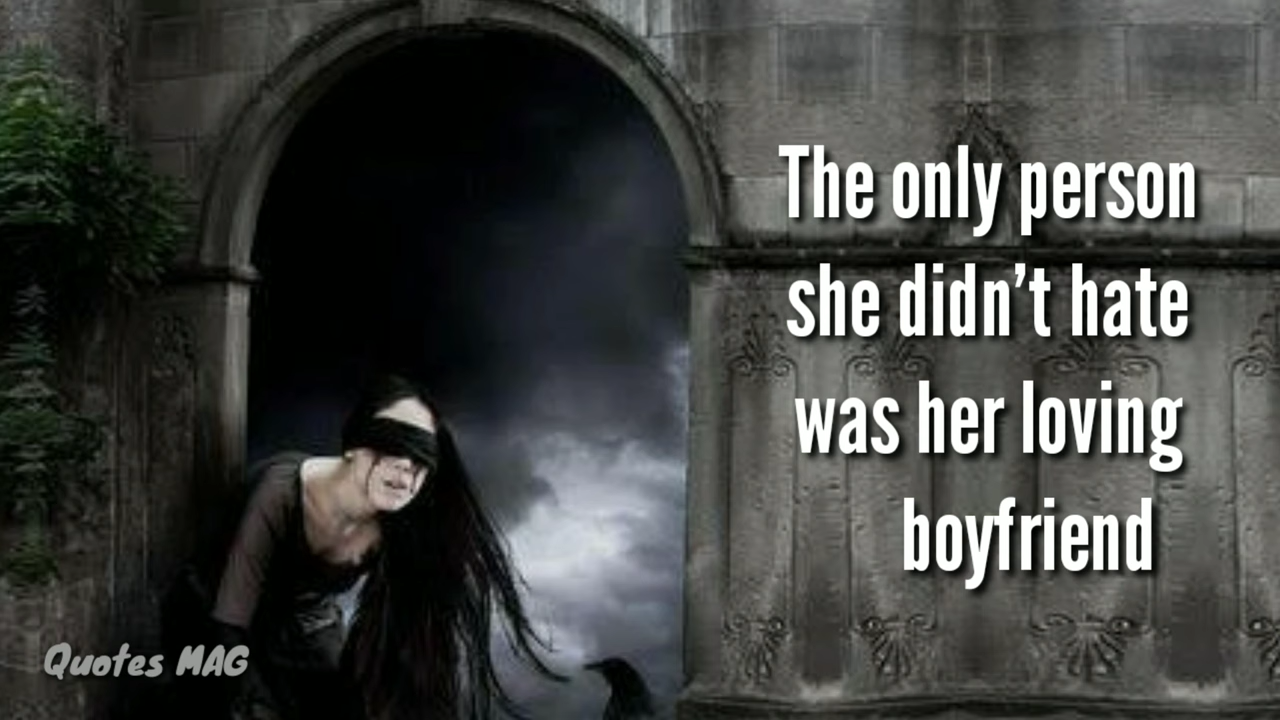 The only person
she didn’t hate
was her loving
boyfriend
Quotes MAG